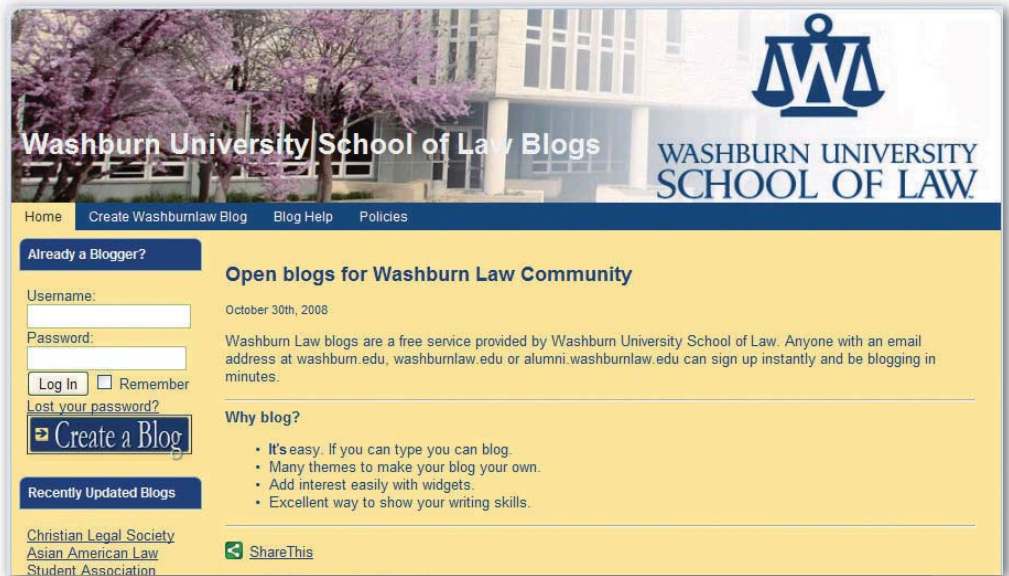 Washburn University School of Law Blogs
WASHBURN UNIVERSITY
SCHOOL OF LAW
Home Create Washburnlaw Blog Blog Help Policies
Already a Blogger?
Username:
Password:
Log In Remember
Lost your password?
Create a Blog
Recently Updated Blogs
Christian Legal Society
Asian American Law
Student Association
Open blogs for Washburn Law Community
October 30th, 2008
Washburn Law blogs are a free service provided by Washburn University School of Law. Anyone with an email
address at washburn.edu, washburnlaw.edu or alumni.washburnlaw.edu can sign up instantly and be blogging in
minutes.
Why blog?
• It's easy. If you can type you can blog.
• Many themes to make your blog your own.
• Add interest easily with widgets.
• Excellent way to show your writing skills.
ShareThis